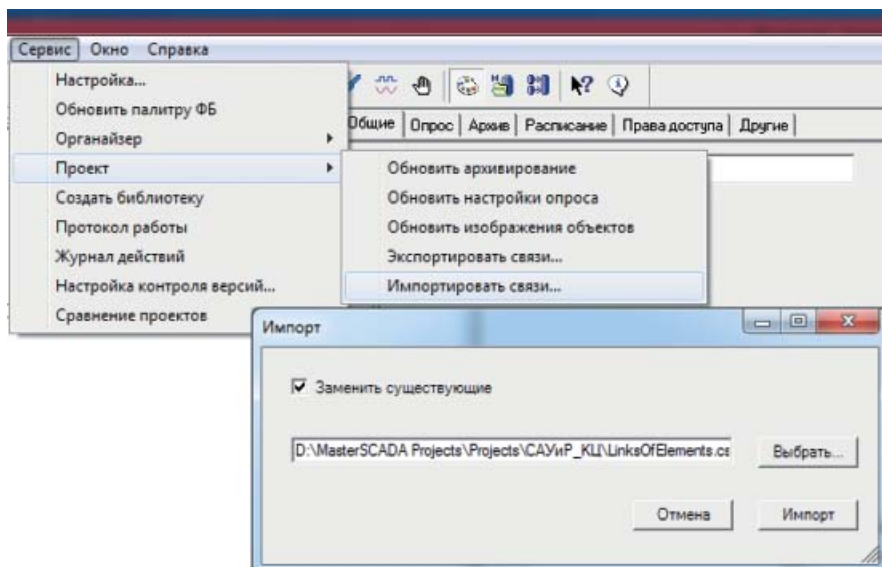 Сервис Окно Справка
Настройка...
Обновить палитру ФБ
Органайзер
Проект
Создать библиотеку
Протокол работы
Журнал действий
Настройка контроля версий...
Сравнение проектов
Общие Опрос Архив Расписание Права доступа Другие
Обновить архивирование
Обновить настройки опроса
Обновить изображения объектов
Экспортировать связи...
Импортировать связи...
Импорт
Заменить существующие
D:\MasterSCADA Projects\Projects\САУиР_КЦ\LinksOfElements.cs
Выбрать...
Отмена Импорт